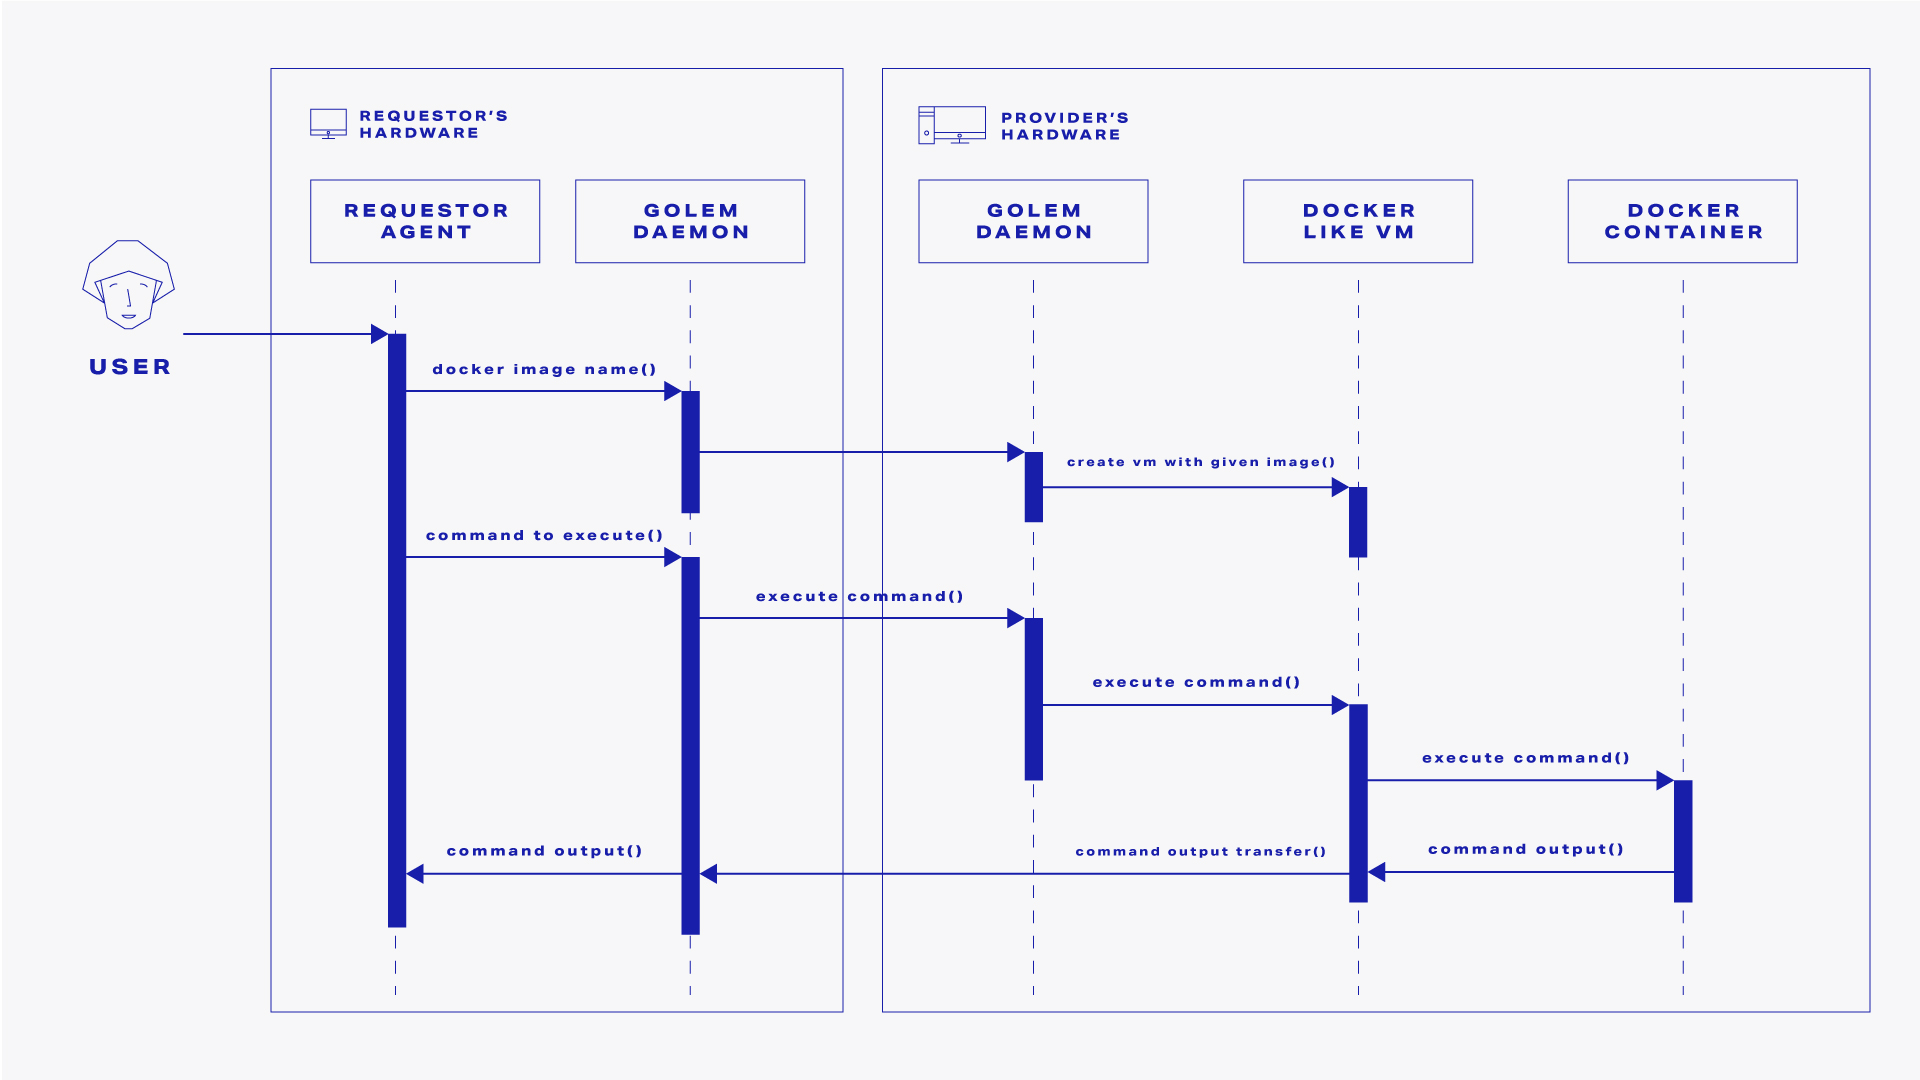 REQUESTOR'S
HARDWARE
PROVIDER'S
HARDWARE
REQUESTOR
AGENT
GOLEM
DAEMON
GOLEM
DAEMON
DOCKER
LIKE VM
DOCKER
CONTAINER
USER
docker image name()
create vm with given image()
command to execute()
execute command()
execute command()
execute command()
command output()
command output transfer()
command output()